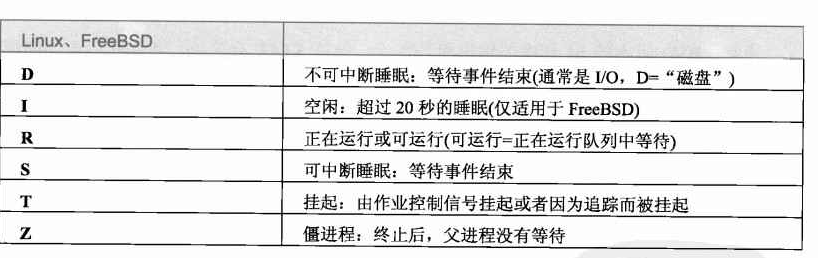 Linux、FreeBSD
D 不可中断睡眠：等待事件结束(通常是 I/O，D=“磁盘”)
I 空闲：超过 20 秒的睡眠(仅适用于 FreeBSD)
R 正在运行或可运行(可运行=正在运行队列中等待)
S 可中断睡眠：等待事件结束
T 挂起：由作业控制信号挂起或者因为追踪而被挂起
Z 僵进程：终止后，父进程没有等待